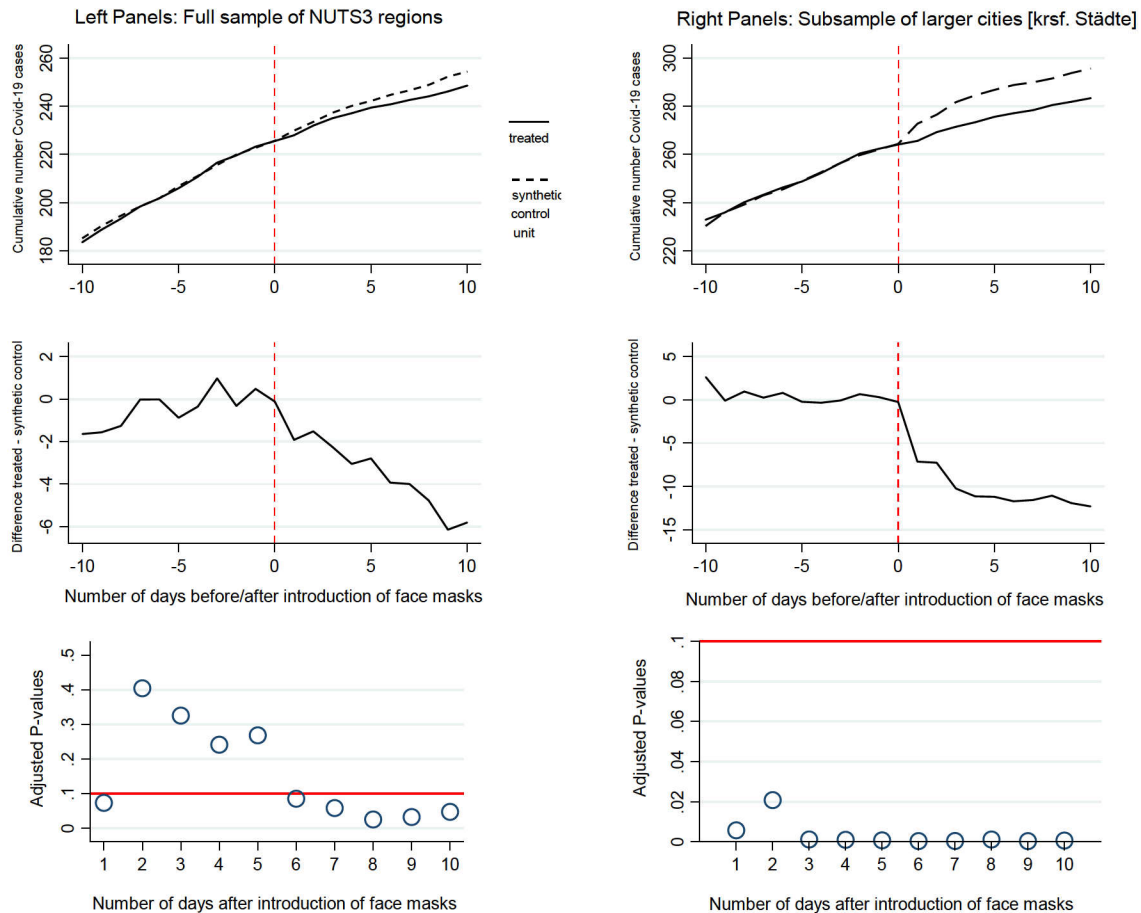 Left Panels: Full sample of NUTS3 regions
Right Panels: Subsample of larger cities [krsf. Städte]
Cumulative number Covid-19 cases
260
240
220
200
180
-10 -5 0 5 10
treated
synthetic
control
unit
Cumulative number Covid-19 cases
300
280
260
240
220
-10 -5 0 5 10
Difference treated - synthetic control
2
0
-2
-4
-6
-10 -5 0 5 10
Number of days before/after introduction of face masks
Difference treated - synthetic control
5
0
-5
-10
-15
-10 -5 0 5 10
Number of days before/after introduction of face masks
Adjusted P-values
.5
.4
.3
.2
.1
0
1 2 3 4 5 6 7 8 9 10
Number of days after introduction of face masks
Adjusted P-values
.1
.08
.06
.04
.02
0
1 2 3 4 5 6 7 8 9 10
Number of days after introduction of face masks